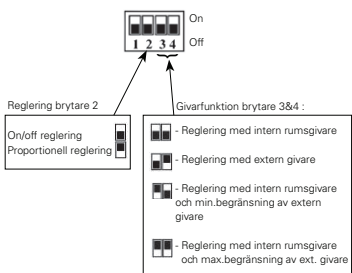 On
1 2 3 4
Off
Reglering brytare 2
On/off reglering
Proportionell reglering
Givarfunktion brytare 3&4 :
- Reglering med intern rumsgivare
- Reglering med extern givare
- Reglering med intern rumsgivare
och min.begränsning av extern
givare
- Reglering med intern rumsgivare
och max.begränsning av ext. givare